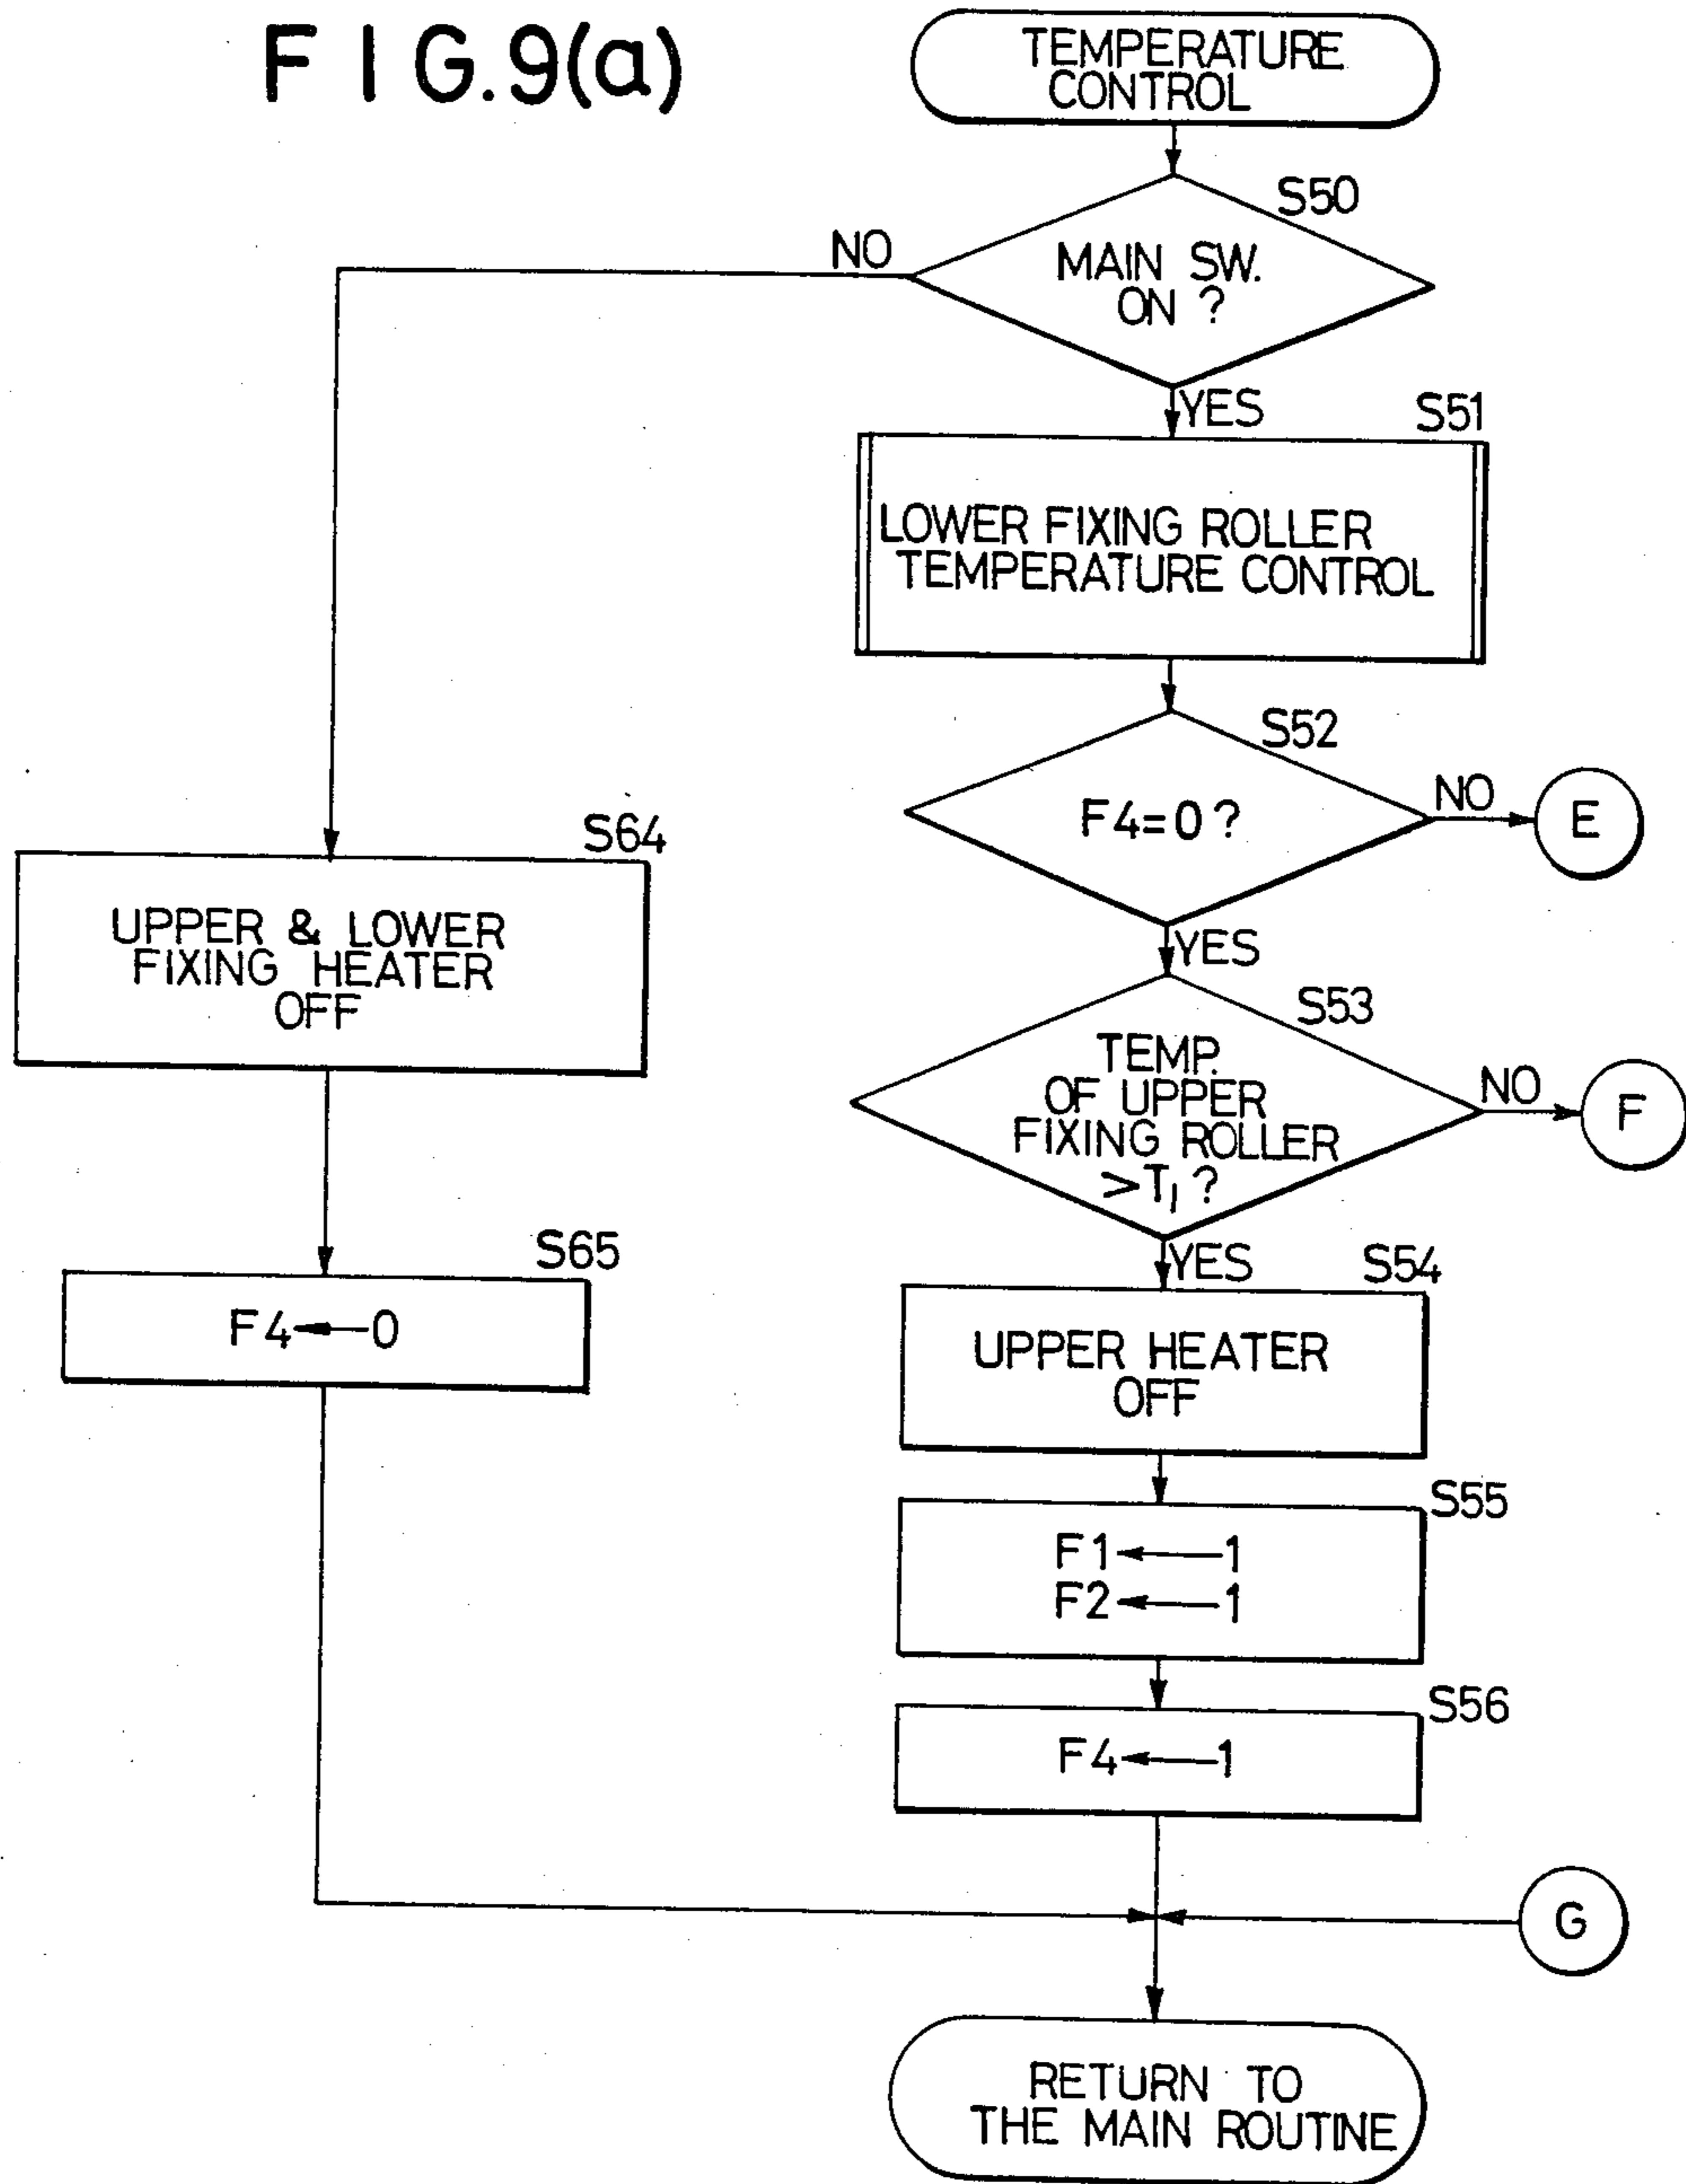 FIG.9(a)
TEMPERATURE
CONTROL
S50
MAIN SW.
ON ?
NO
YES
S51
LOWER FIXING ROLLER
TEMPERATURE CONTROL
S52
F4=0 ?
NO
E
YES
S53
TEMP.
OF UPPER
FIXING ROLLER
>T1 ?
NO
F
YES
S54
UPPER HEATER
OFF
S55
F1←1
F2←1
S56
F4←1
S64
UPPER & LOWER
FIXING HEATER
OFF
S65
F4←0
G
RETURN TO
THE MAIN ROUTINE